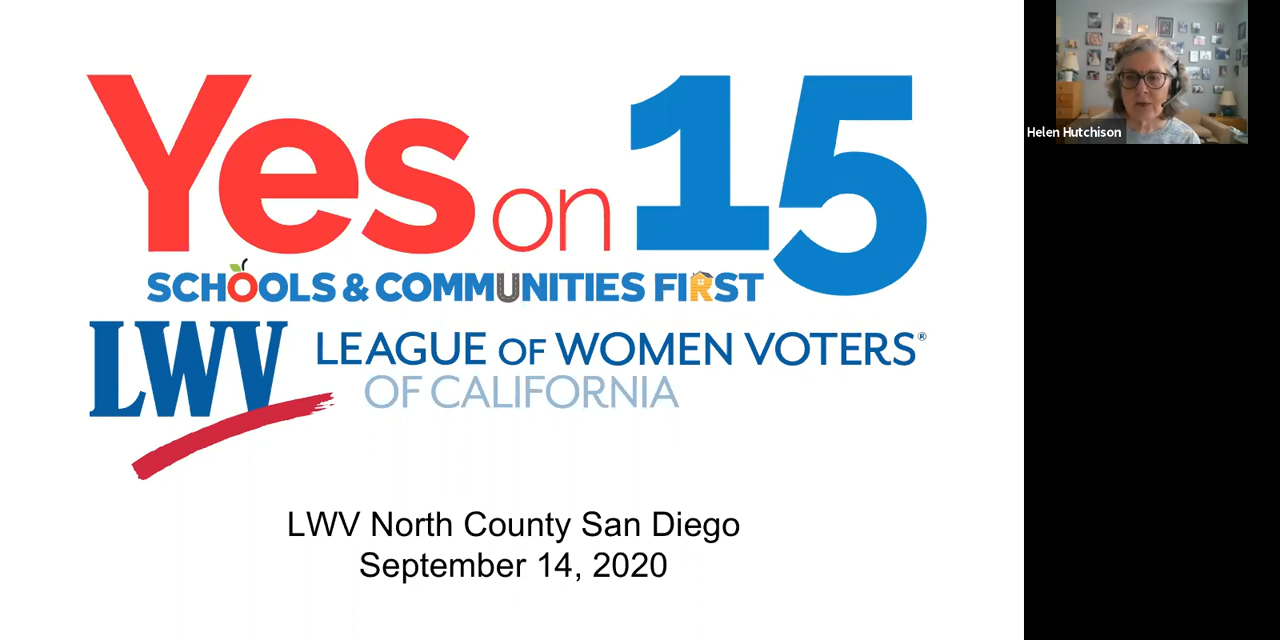 Yes on 15
SCHOOLS & COMMUNITIES FIRST
LWV LEAGUE OF WOMEN VOTERS®
OF CALIFORNIA
LWV North County San Diego
September 14, 2020
Helen Hutchison